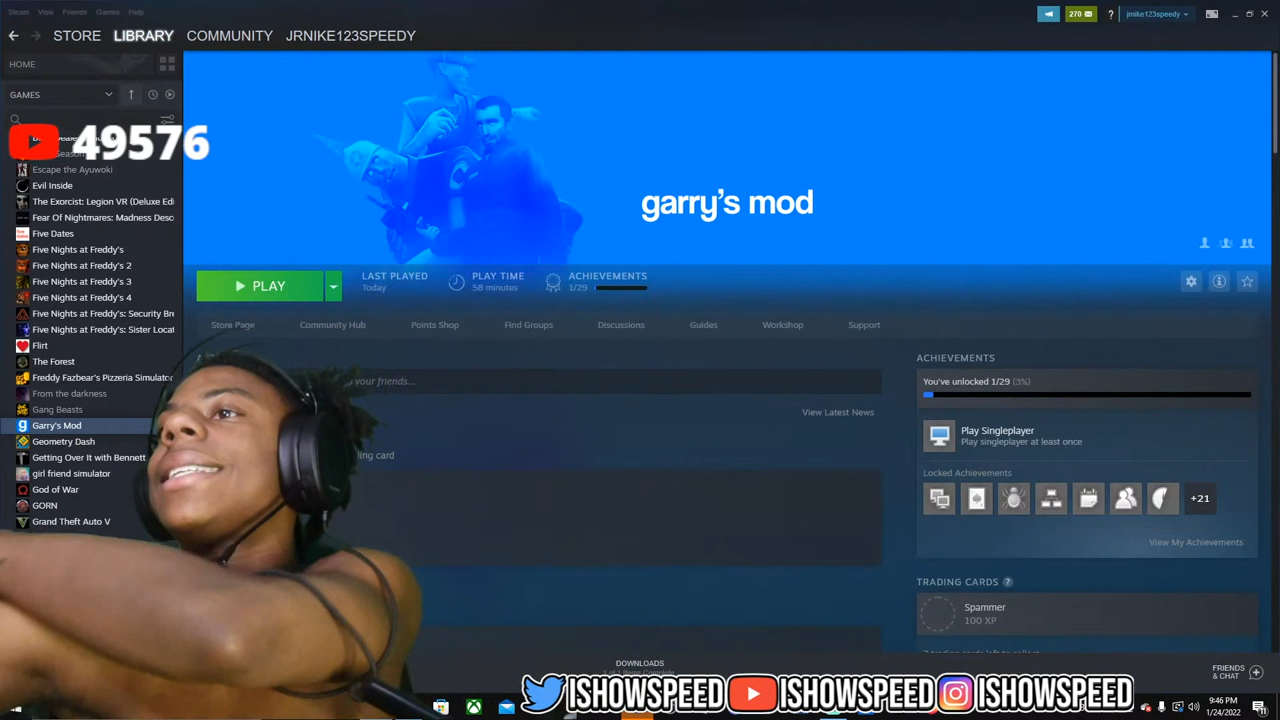 Steam View Friends Games Help
270
?
jrnike123speedy
STORE LIBRARY COMMUNITY JRNIKE123SPEEDY
HOME
GAMES
49576
Escape the Ayuwoki
Evil Inside
The Exorcist: Legion VR (Deluxe Edit
Fear Of Nightmares: Madness Desc
Five Dates
Five Nights at Freddy's
Five Nights at Freddy's 2
Five Nights at Freddy's 3
Five Nights at Freddy's 4
Five Nights at Freddy's: Security Bre
Five Nights at Freddy's: Sister Locat
Flirt
The Forest
Freddy Fazbear's Pizzeria Simulator
From the darkness
Gang Beasts
Garry's Mod
Geometry Dash
Getting Over It with Bennett
girl friend simulator
God of War
GORN
Grand Theft Auto V
garry's mod
PLAY
LAST PLAYED
Today
PLAY TIME
58 minutes
ACHIEVEMENTS
1/29
Store Page Community Hub Points Shop Find Groups Discussions Guides Workshop Support
your friends...
View Latest News
ling card
ACHIEVEMENTS
You've unlocked 1/29 (3%)
Play Singleplayer
Play singleplayer at least once
Locked Achievements
+21
View My Achievements
TRADING CARDS ?
Spammer
100 XP
DOWNLOADS
FRIENDS
& CHAT
ISHOWSPEED ISHOWSPEED ISHOWSPEED
9:46 PM
1/24/2022